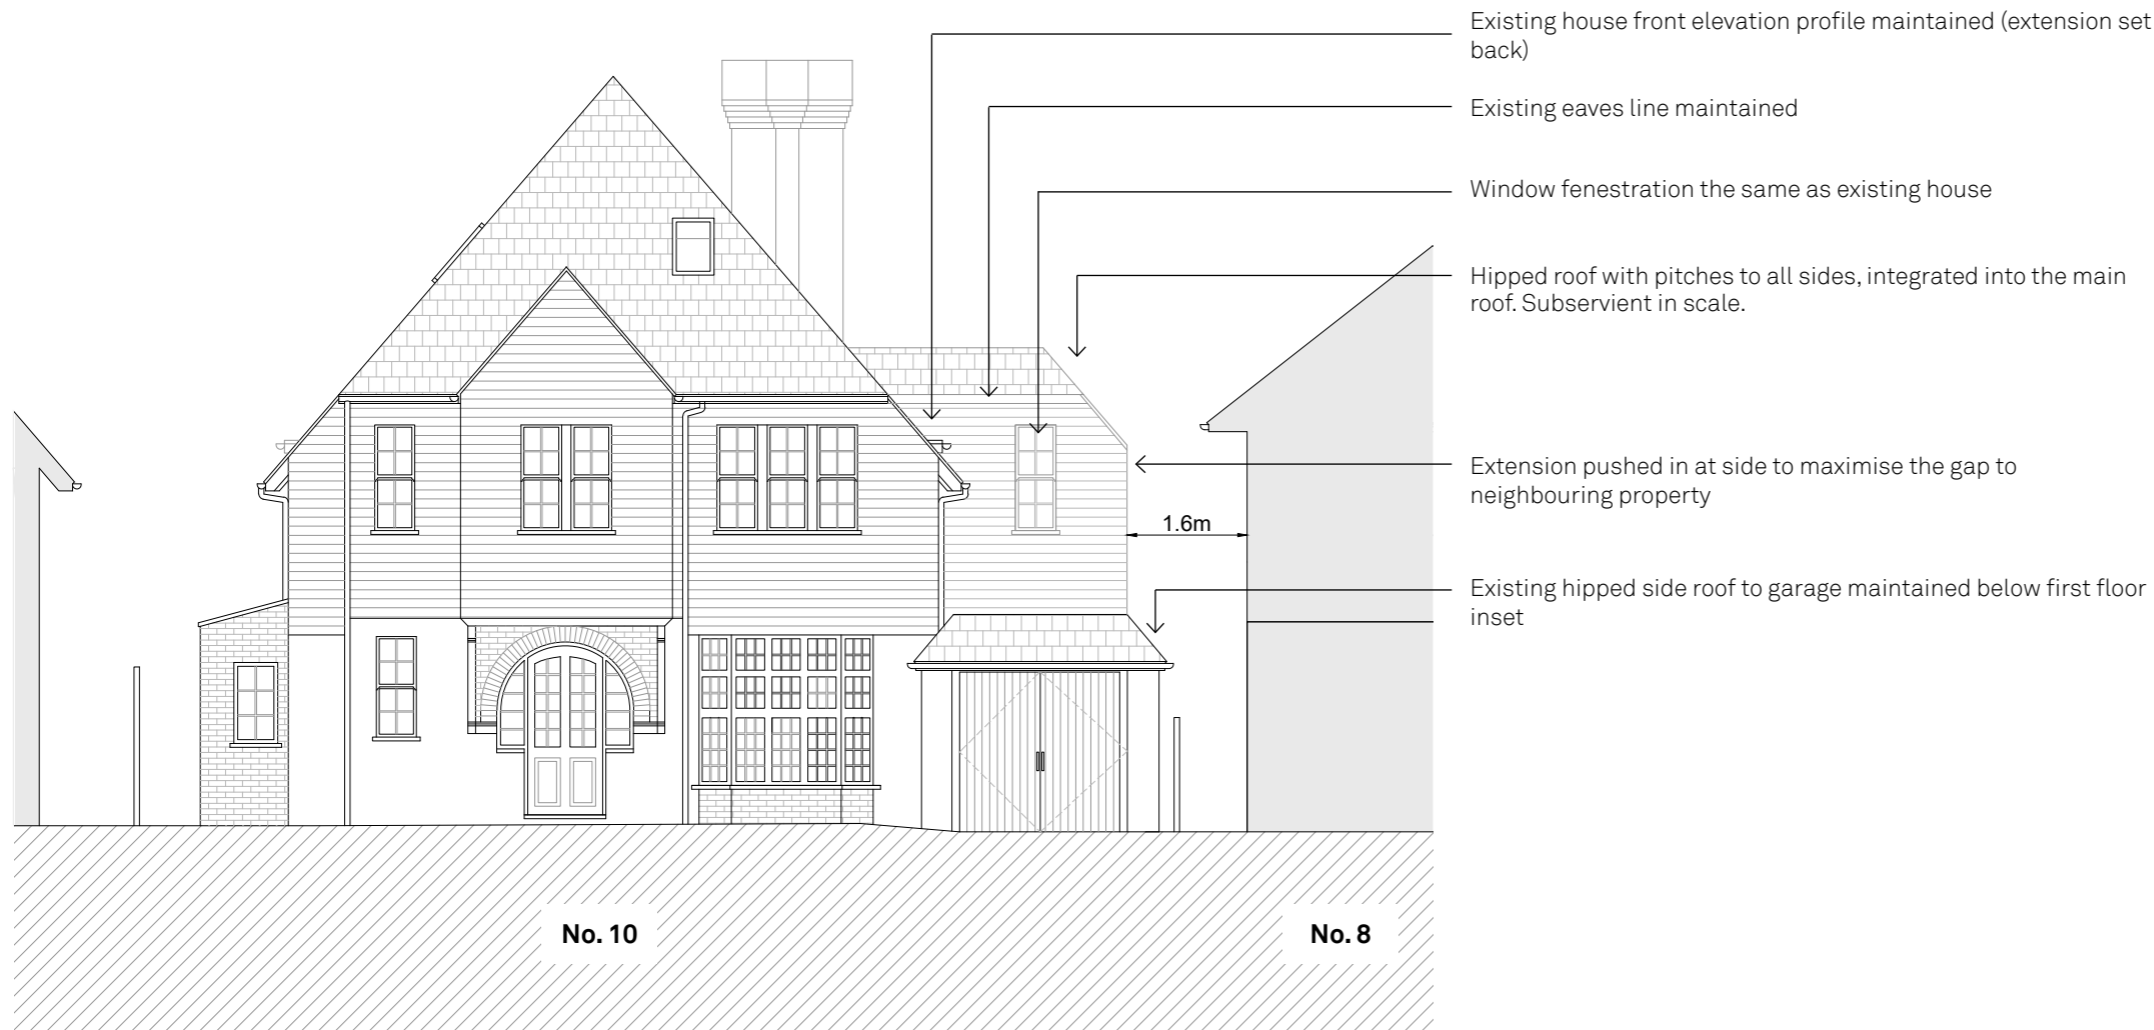 Existing house front elevation profile maintained (extension set
back)
Existing eaves line maintained
Window fenestration the same as existing house
Hipped roof with pitches to all sides, integrated into the main
roof. Subservient in scale.
Extension pushed in at side to maximise the gap to
neighbouring property
1.6m
Existing hipped side roof to garage maintained below first floor
inset
No. 10
No. 8